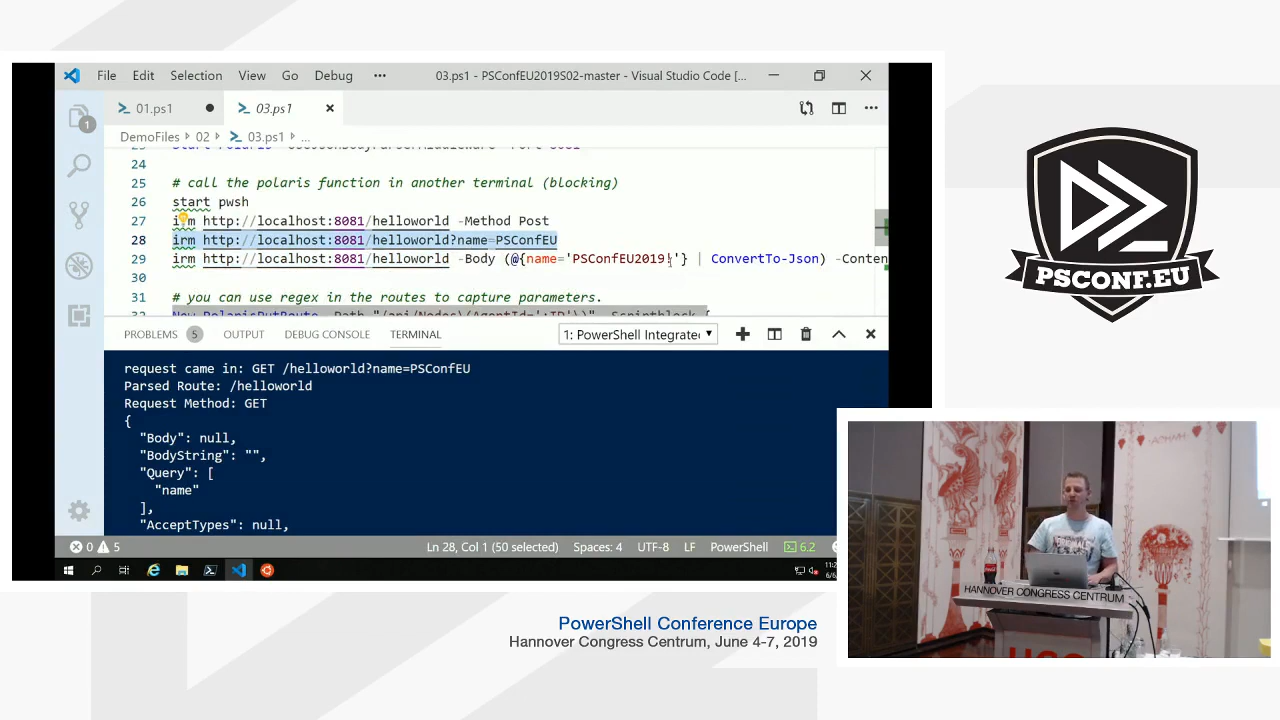 File Edit Selection View Go Debug ••• 03.ps1 - PSConfEU2019S02-master - Visual Studio Code [...
01.ps1 03.ps1
DemoFiles › 02 › 03.ps1 › ...
1
24
25 # call the polaris function in another terminal (blocking)
26 start pwsh
27 irm http://localhost:8081/helloworld -Method Post
28 irm http://localhost:8081/helloworld?name=PSConfEU
29 irm http://localhost:8081/helloworld -Body (@{name='PSConfEU2019!'} | ConvertTo-Json) -Conten
30
31 # you can use regex in the routes to capture parameters.
PROBLEMS 5 OUTPUT DEBUG CONSOLE TERMINAL 1: PowerShell Integrate
request came in: GET /helloworld?name=PSConfEU
Parsed Route: /helloworld
Request Method: GET
{
"Body": null,
"BodyString": "",
"Query": [
"name"
],
"AcceptTypes": null,
0 5 Ln 28, Col 1 (50 selected) Spaces: 4 UTF-8 LF PowerShell 6.2
PSCONF.EU
HANNOVER CONGRESS CENTRUM
PowerShell Conference Europe
Hannover Congress Centrum, June 4-7, 2019